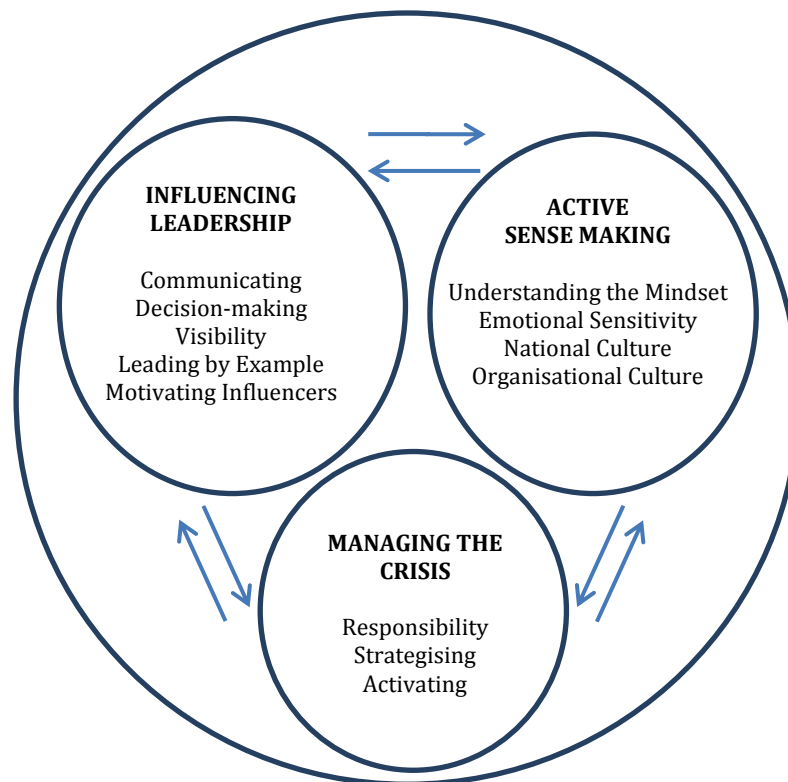 INFLUENCING
LEADERSHIP
Communicating
Decision-making
Visibility
Leading by Example
Motivating Influencers
ACTIVE
SENSE MAKING
Understanding the Mindset
Emotional Sensitivity
National Culture
Organisational Culture
MANAGING THE
CRISIS
Responsibility
Strategising
Activating